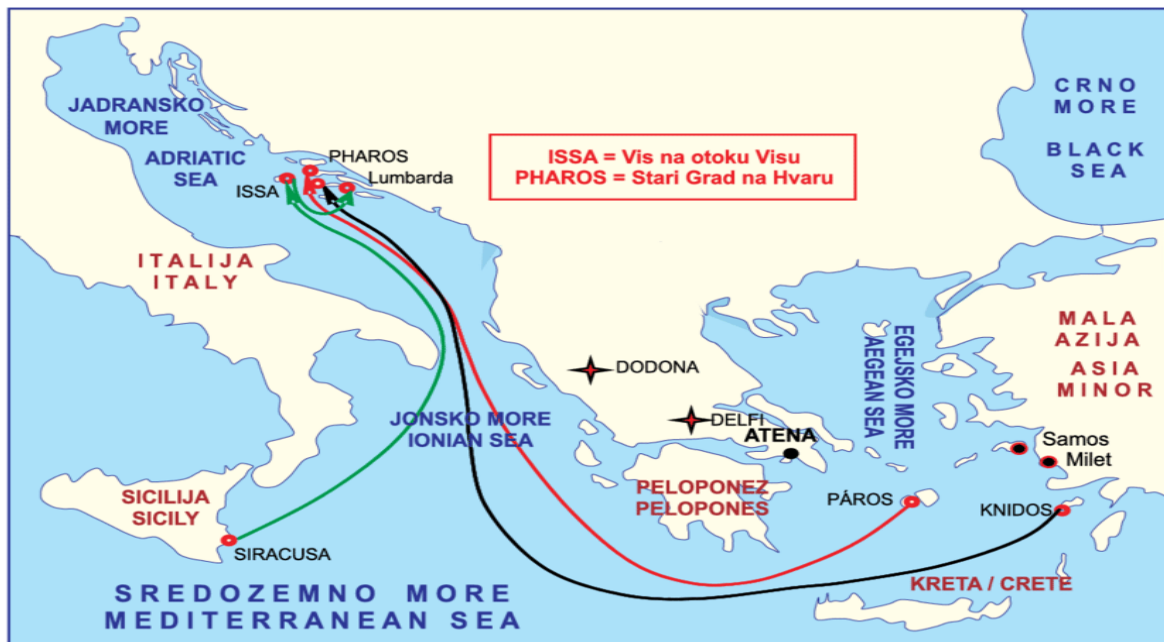 CRNO
MORE
BLACK
SEA
JADRANSKO
MORE
ADRIATIC
SEA
PHAROS
Lumbarda
ISSA
ISSA = Vis na otoku Visu
PHAROS = Stari Grad na Hvaru
ITALIJA
ITALY
MALA
AZIJA
ASIA
MINOR
EGEJSKO MORE
AEGEAN SEA
DODONA
DELFI
ATENA
JONSKO MORE
IONIAN SEA
Samos
Milet
SICILIJA
SICILY
PELOPONEZ
PELOPONES
PÁROS
KNIDOS
SIRACUSA
KRETA / CRETE
SREDOZEMNO MORE
MEDITERRANEAN SEA